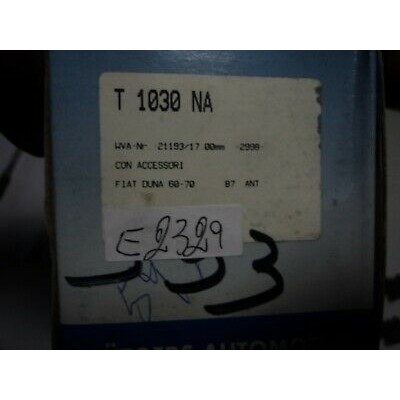 T 1030 NA
WVA-Nr 21193/17.00mm -2998-
CON ACCESSORI
FIAT DUNA 60-70 87 ANT
E2329